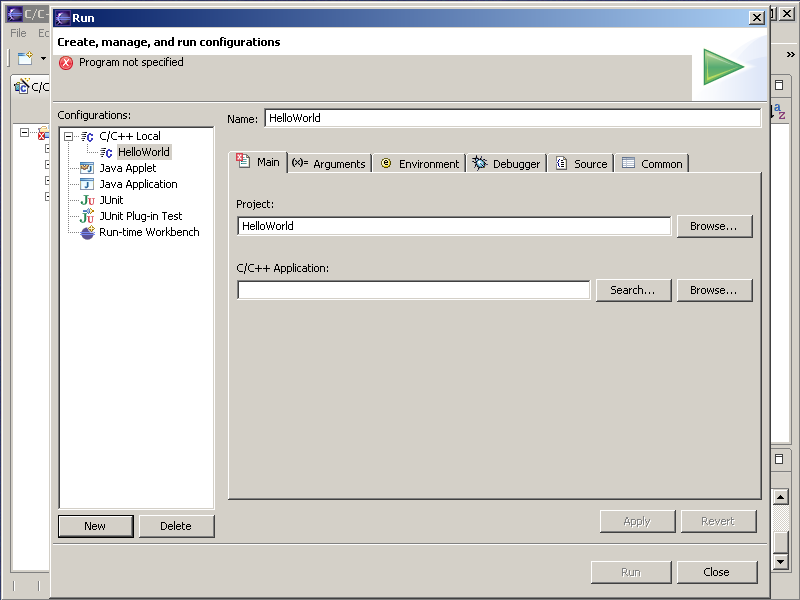 C/C-
Run
File Ec
Create, manage, and run configurations
Program not specified
»
C/C
Configurations:
Name: HelloWorld
C/C++ Local
HelloWorld
Java Applet
Java Application
JUnit
JUnit Plug-in Test
Run-time Workbench
Main (x)= Arguments Environment Debugger Source Common
Project:
HelloWorld Browse...
C/C++ Application:
Search... Browse...
New Delete
Apply Revert
Run Close